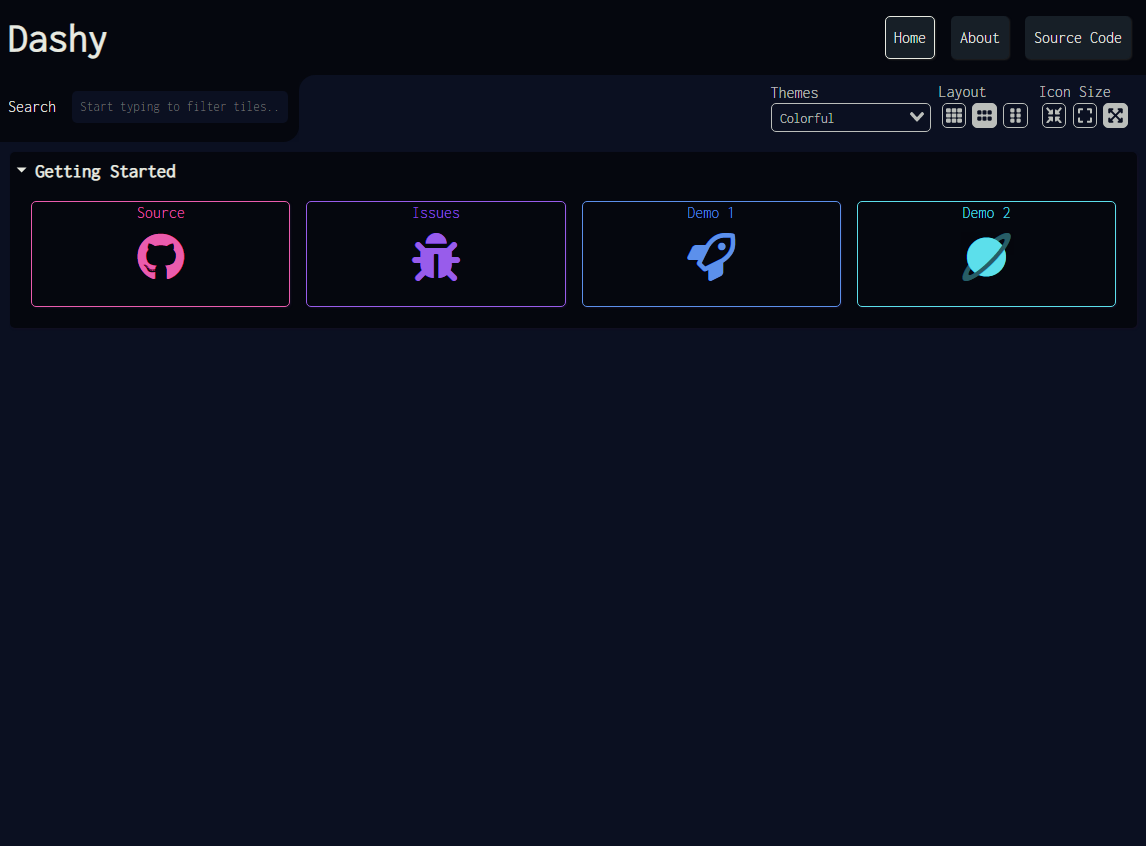 Dashy
Home
About
Source Code
Search
Start typing to filter tiles..
Themes
Colorful
Layout
Icon Size
Getting Started
Source
Issues
Demo 1
Demo 2